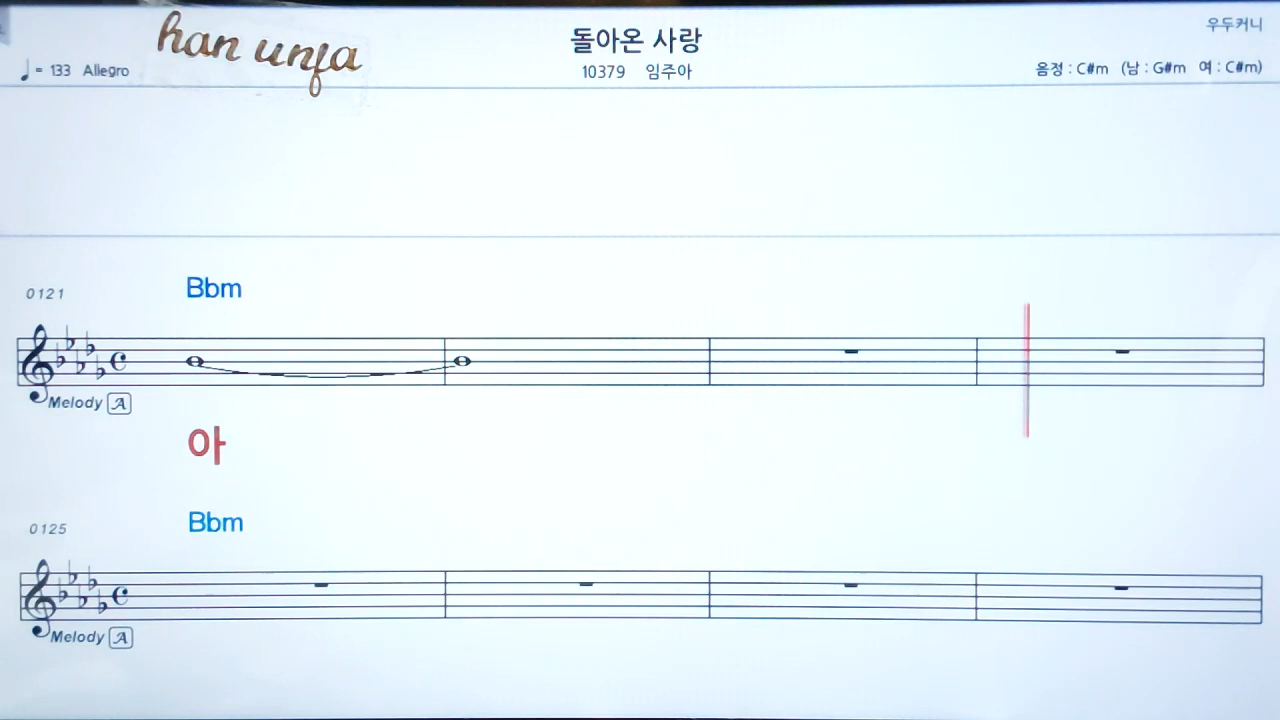 우두커니
han unja
돌아온 사랑
♩ = 133 Allegro
10379 임주아
음정 : C#m (남 : G#m 여 : C#m)
0121
Bbm
Melody A
아
0125
Bbm
Melody A